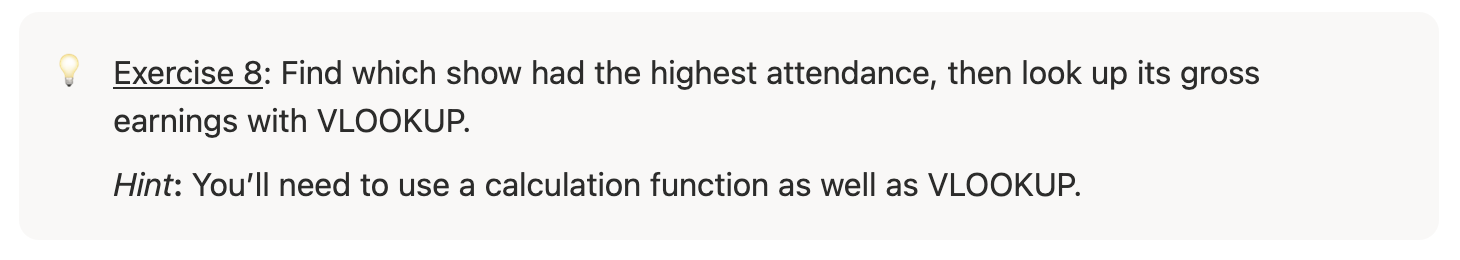 Exercise 8: Find which show had the highest attendance, then look up its gross
earnings with VLOOKUP.
Hint: You’ll need to use a calculation function as well as VLOOKUP.